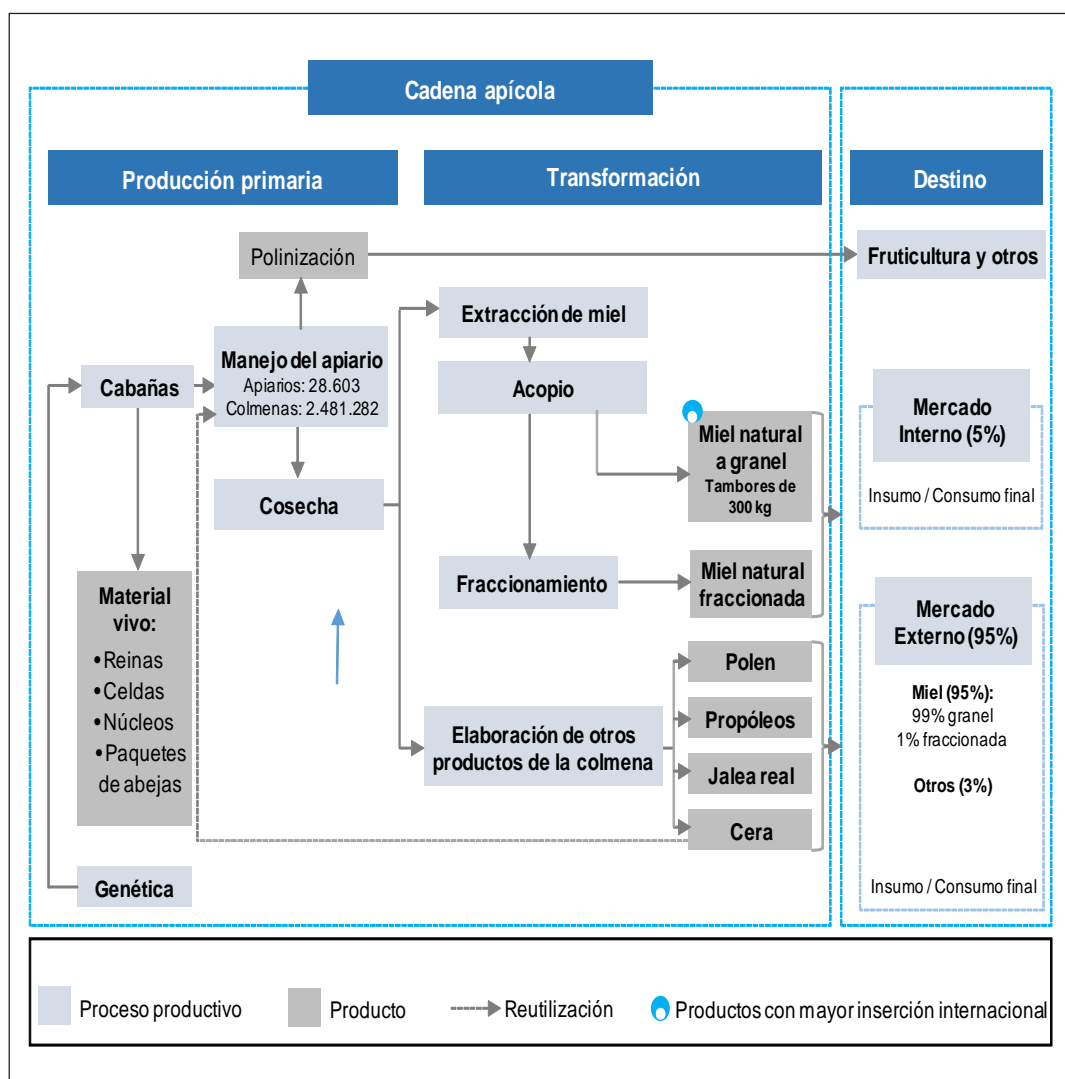 Cadena apícola
Producción primaria
Transformación
Destino
Polinización
Fruticultura y otros
Extracción de miel
Manejo del apiario
Apiarios: 28.603
Colmenas: 2.481.282
Cabañas
Acopio
Mercado
Interno (5%)
Insumo / Consumo final
Miel natural
a granel
Tambores de
300 kg
Cosecha
Fraccionamiento
Miel natural
fraccionada
Material
vivo:
•Reinas
•Celdas
•Núcleos
•Paquetes
de abejas
Mercado
Externo (95%)
Miel (95%):
99% granel
1% fraccionada
Otros (3%)
Insumo / Consumo final
Elaboración de otros
productos de la colmena
Polen
Propóleos
Jalea real
Cera
Genética
Proceso productivo
Producto
Reutilización
Productos con mayor inserción internacional